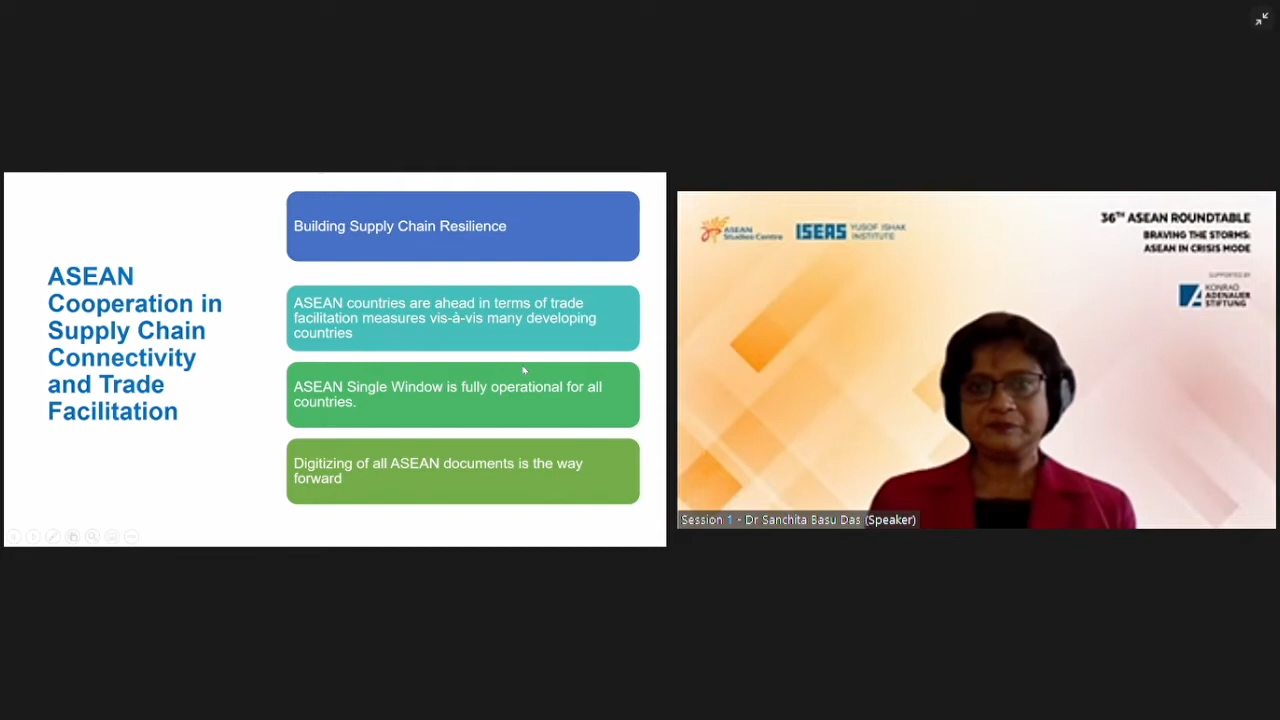 ASEAN
Cooperation in
Supply Chain
Connectivity
and Trade
Facilitation
Building Supply Chain Resilience
ASEAN countries are ahead in terms of trade
facilitation measures vis-à-vis many developing
countries
ASEAN Single Window is fully operational for all
countries.
Digitizing of all ASEAN documents is the way
forward
ASEAN
Studies Centre
ISEAS YUSOF ISHAK
INSTITUTE
36TH ASEAN ROUNDTABLE
BRAVING THE STORMS:
ASEAN IN CRISIS MODE
SUPPORTED BY
KONRAD
ADENAUER
STIFTUNG
Session 1 - Dr Sanchita Basu Das (Speaker)